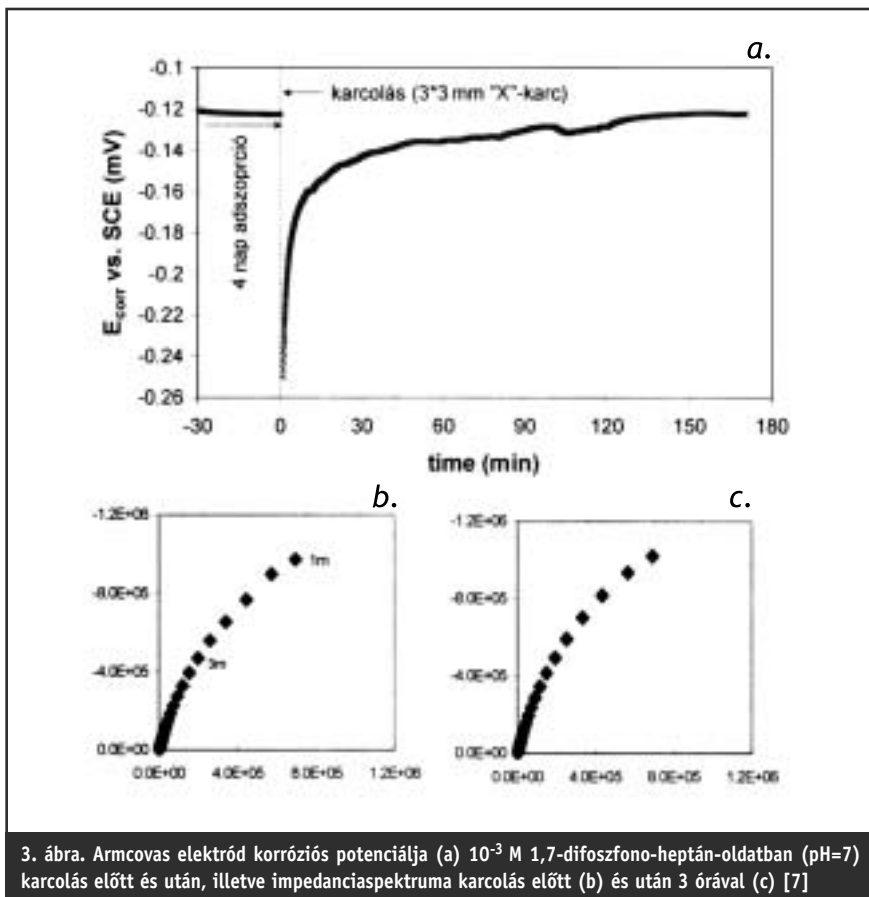 a.
-0.1
-0.12
-0.14
-0.16
-0.18
-0.2
-0.22
-0.24
-0.26
E_corr vs. SCE (mV)
karcolás (3*3 mm "X"-karc)
4 nap adszoprció
-30 0 30 60 90 120 150 180
time (min)
b.
-1.2E+06
-8.0E+05
-4.0E+05
0.0E+00
1m
3m
0.0E+00 4.0E+05 8.0E+05 1.2E+06
c.
-1.2E+06
-8.0E+05
-4.0E+05
0.0E+00
0.0E+00 4.0E+05 8.0E+05 1.2E+06
3. ábra. Armcovas elektród korróziós potenciálja (a) 10⁻³ M 1,7-difoszfono-heptán-oldatban (pH=7)
karcolás előtt és után, illetve impedanciaspektruma karcolás előtt (b) és után 3 órával (c) [7]